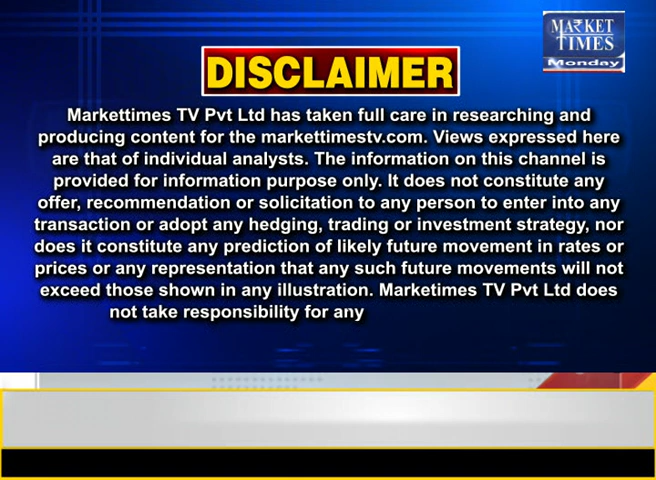 MA₹KET
TIMES
Monday
DISCLAIMER
Markettimes TV Pvt Ltd has taken full care in researching and
producing content for the markettimestv.com. Views expressed here
are that of individual analysts. The information on this channel is
provided for information purpose only. It does not constitute any
offer, recommendation or solicitation to any person to enter into any
transaction or adopt any hedging, trading or investment strategy, nor
does it constitute any prediction of likely future movement in rates or
prices or any representation that any such future movements will not
exceed those shown in any illustration. Marketimes TV Pvt Ltd does
not take responsibility for any